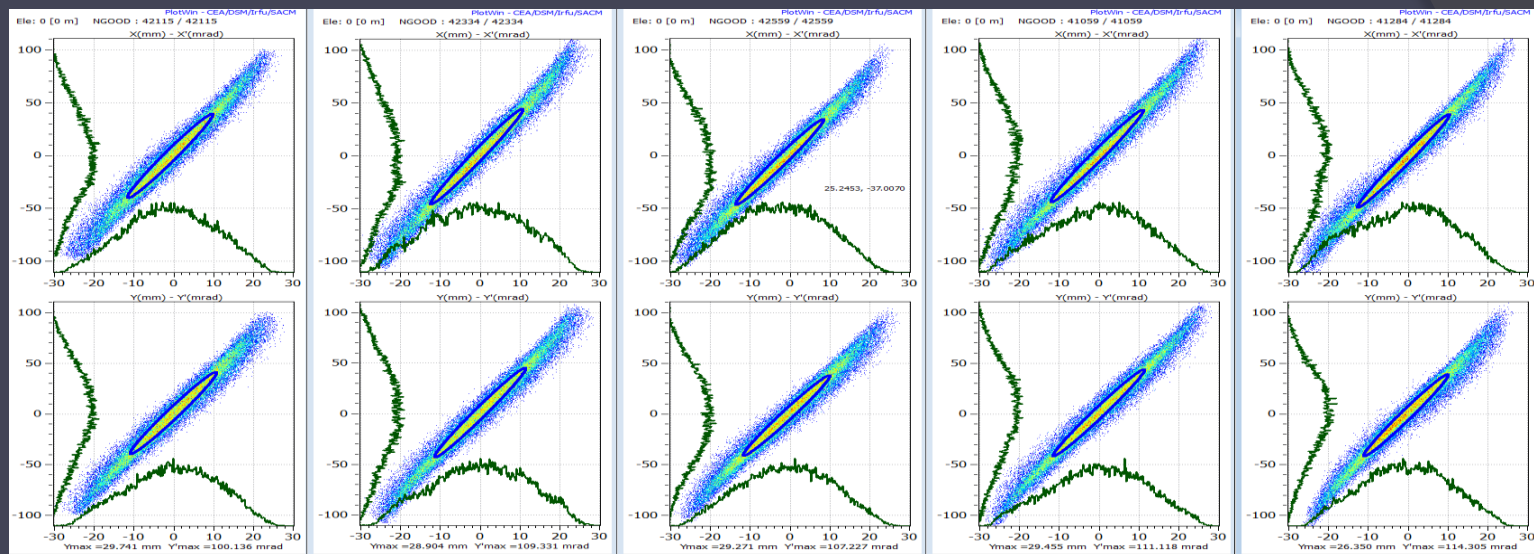 PlotWin - CEA/DSM/Irfu/SACM
Ele: 0 [0 m] NGOOD : 42115 / 42115
X(mm) - X'(mrad)
100
50
0
-50
-100
-30 -20 -10 0 10 20 30
Y(mm) - Y'(mrad)
100
50
0
-50
-100
-30 -20 -10 0 10 20 30
Ymax =29.741 mm Y'max =100.136 mrad
PlotWin - CEA/DSM/Irfu/SACM
Ele: 0 [0 m] NGOOD : 42334 / 42334
X(mm) - X'(mrad)
100
50
0
-50
-100
-30 -20 -10 0 10 20 30
Y(mm) - Y'(mrad)
100
50
0
-50
-100
-30 -20 -10 0 10 20 30
Ymax =28.904 mm Y'max =109.331 mrad
PlotWin - CEA/DSM/Irfu/SACM
Ele: 0 [0 m] NGOOD : 42559 / 42559
X(mm) - X'(mrad)
100
50
0
25.2453, -37.0070
-50
-100
-30 -20 -10 0 10 20 30
Y(mm) - Y'(mrad)
100
50
0
-50
-100
-30 -20 -10 0 10 20 30
Ymax =29.271 mm Y'max =107.227 mrad
PlotWin - CEA/DSM/Irfu/SACM
Ele: 0 [0 m] NGOOD : 41059 / 41059
X(mm) - X'(mrad)
100
50
0
-50
-100
-30 -20 -10 0 10 20 30
Y(mm) - Y'(mrad)
100
50
0
-50
-100
-30 -20 -10 0 10 20 30
Ymax =29.455 mm Y'max =111.118 mrad
PlotWin - CEA/DSM/Irfu/SACM
Ele: 0 [0 m] NGOOD : 41284 / 41284
X(mm) - X'(mrad)
100
50
0
-50
-100
-30 -20 -10 0 10 20 30
Y(mm) - Y'(mrad)
100
50
0
-50
-100
-30 -20 -10 0 10 20 30
Ymax =26.350 mm Y'max =114.305 mrad